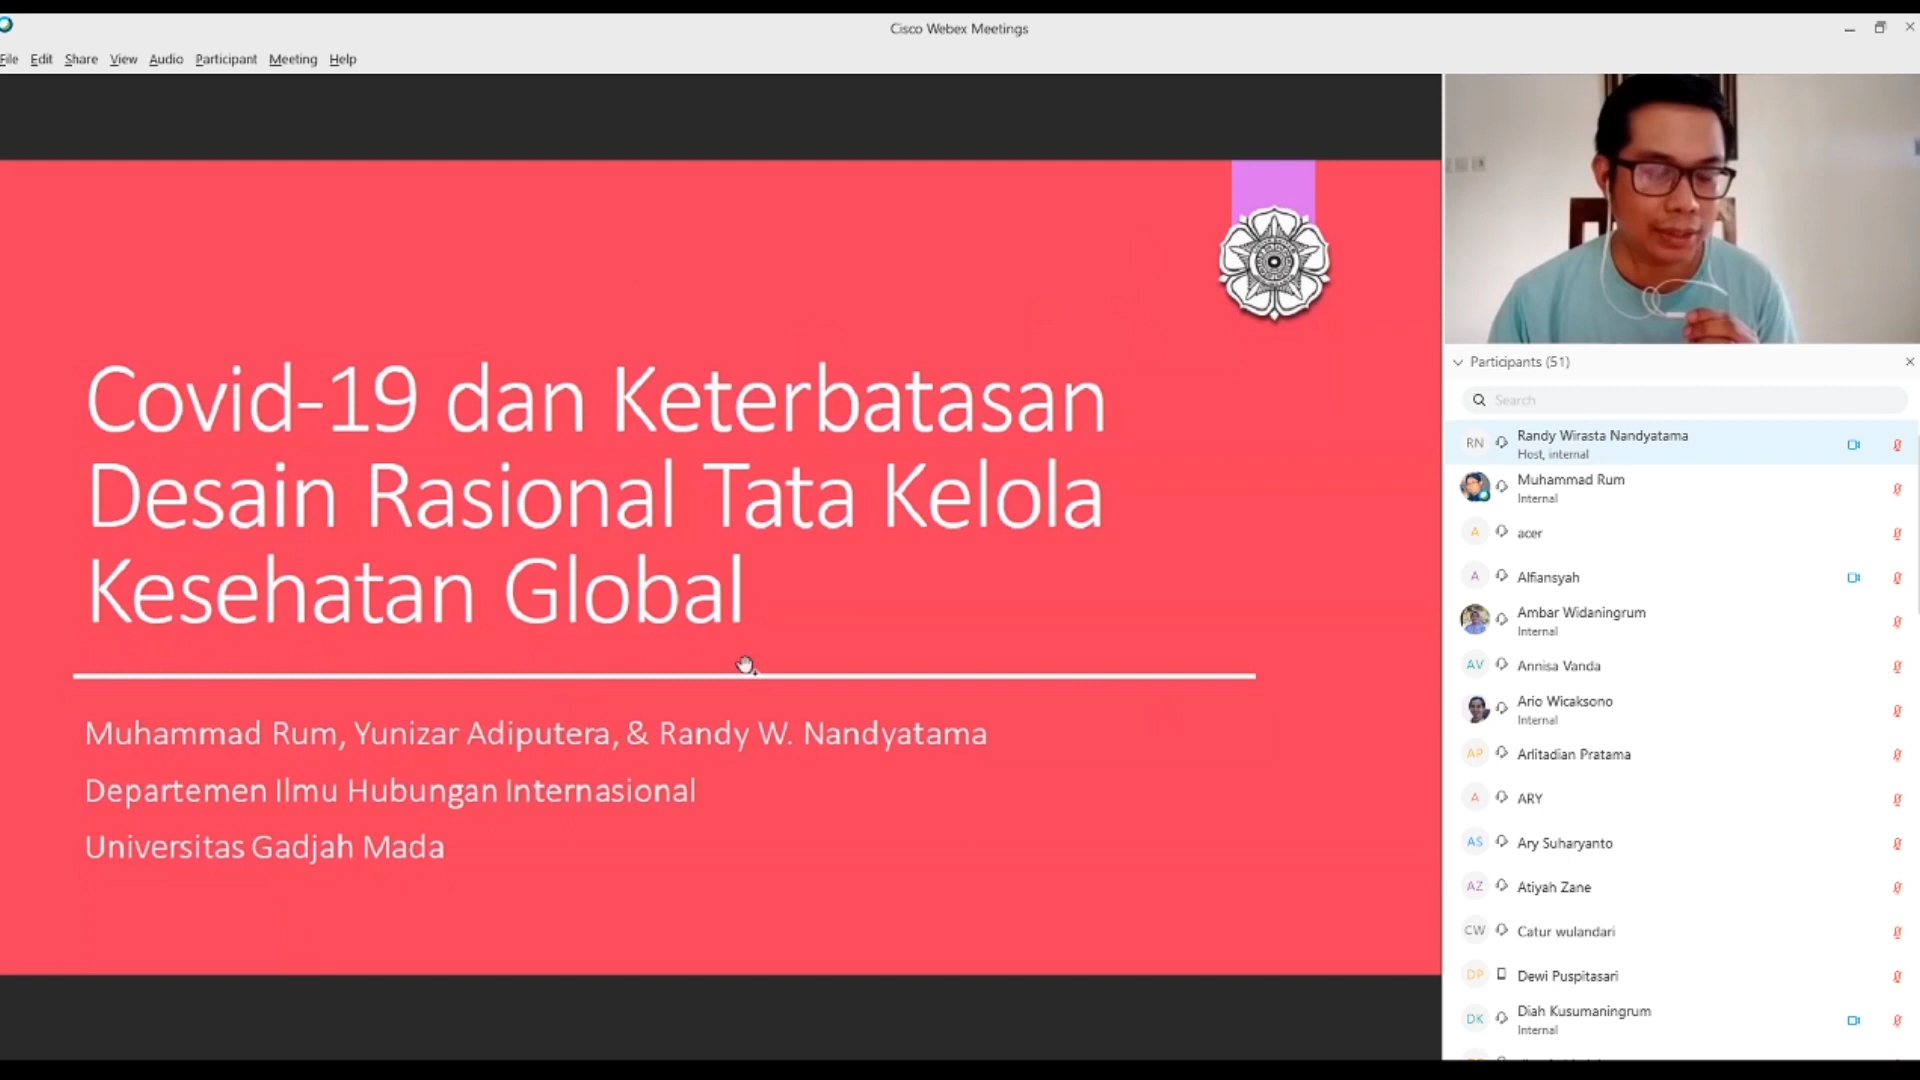 Cisco Webex Meetings
File Edit Share View Audio Participant Meeting Help
Covid-19 dan Keterbatasan
Desain Rasional Tata Kelola
Kesehatan Global
Muhammad Rum, Yunizar Adiputera, & Randy W. Nandyatama
Departemen Ilmu Hubungan Internasional
Universitas Gadjah Mada
Participants (51)
Search
RN Randy Wirasta Nandyatama
Host, internal
Muhammad Rum
Internal
A acer
A Alfiansyah
Ambar Widaningrum
Internal
AV Annisa Vanda
Ario Wicaksono
Internal
AP Arlitadian Pratama
A ARY
AS Ary Suharyanto
AZ Atiyah Zane
CW Catur wulandari
DP Dewi Puspitasari
DK Diah Kusumaningrum
Internal